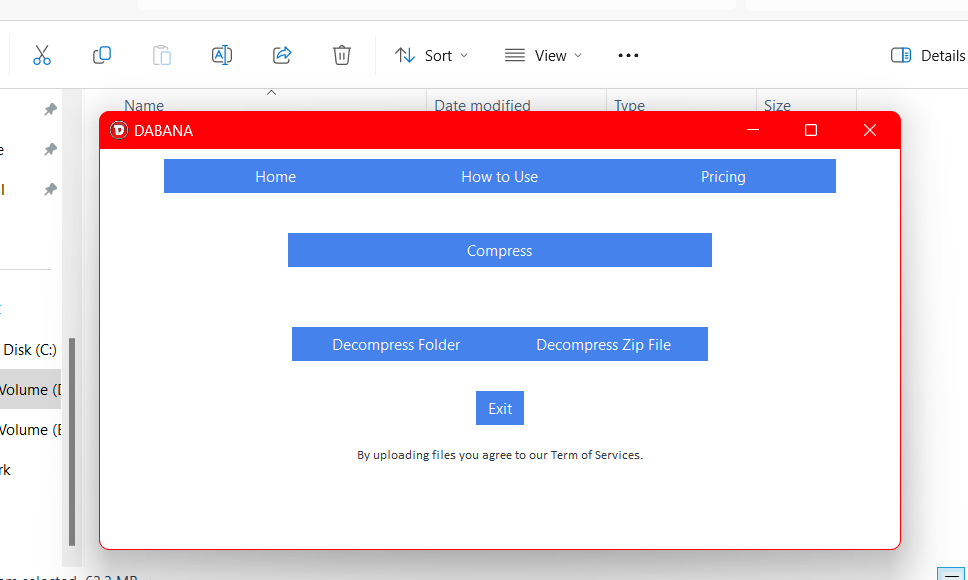 Sort
View
Details
Name
Date modified
Type
Size
D DABANA
Home
How to Use
Pricing
Compress
Disk (C:)
Decompress Folder
Decompress Zip File
Volume (
Volume (
Exit
By uploading files you agree to our Term of Services.